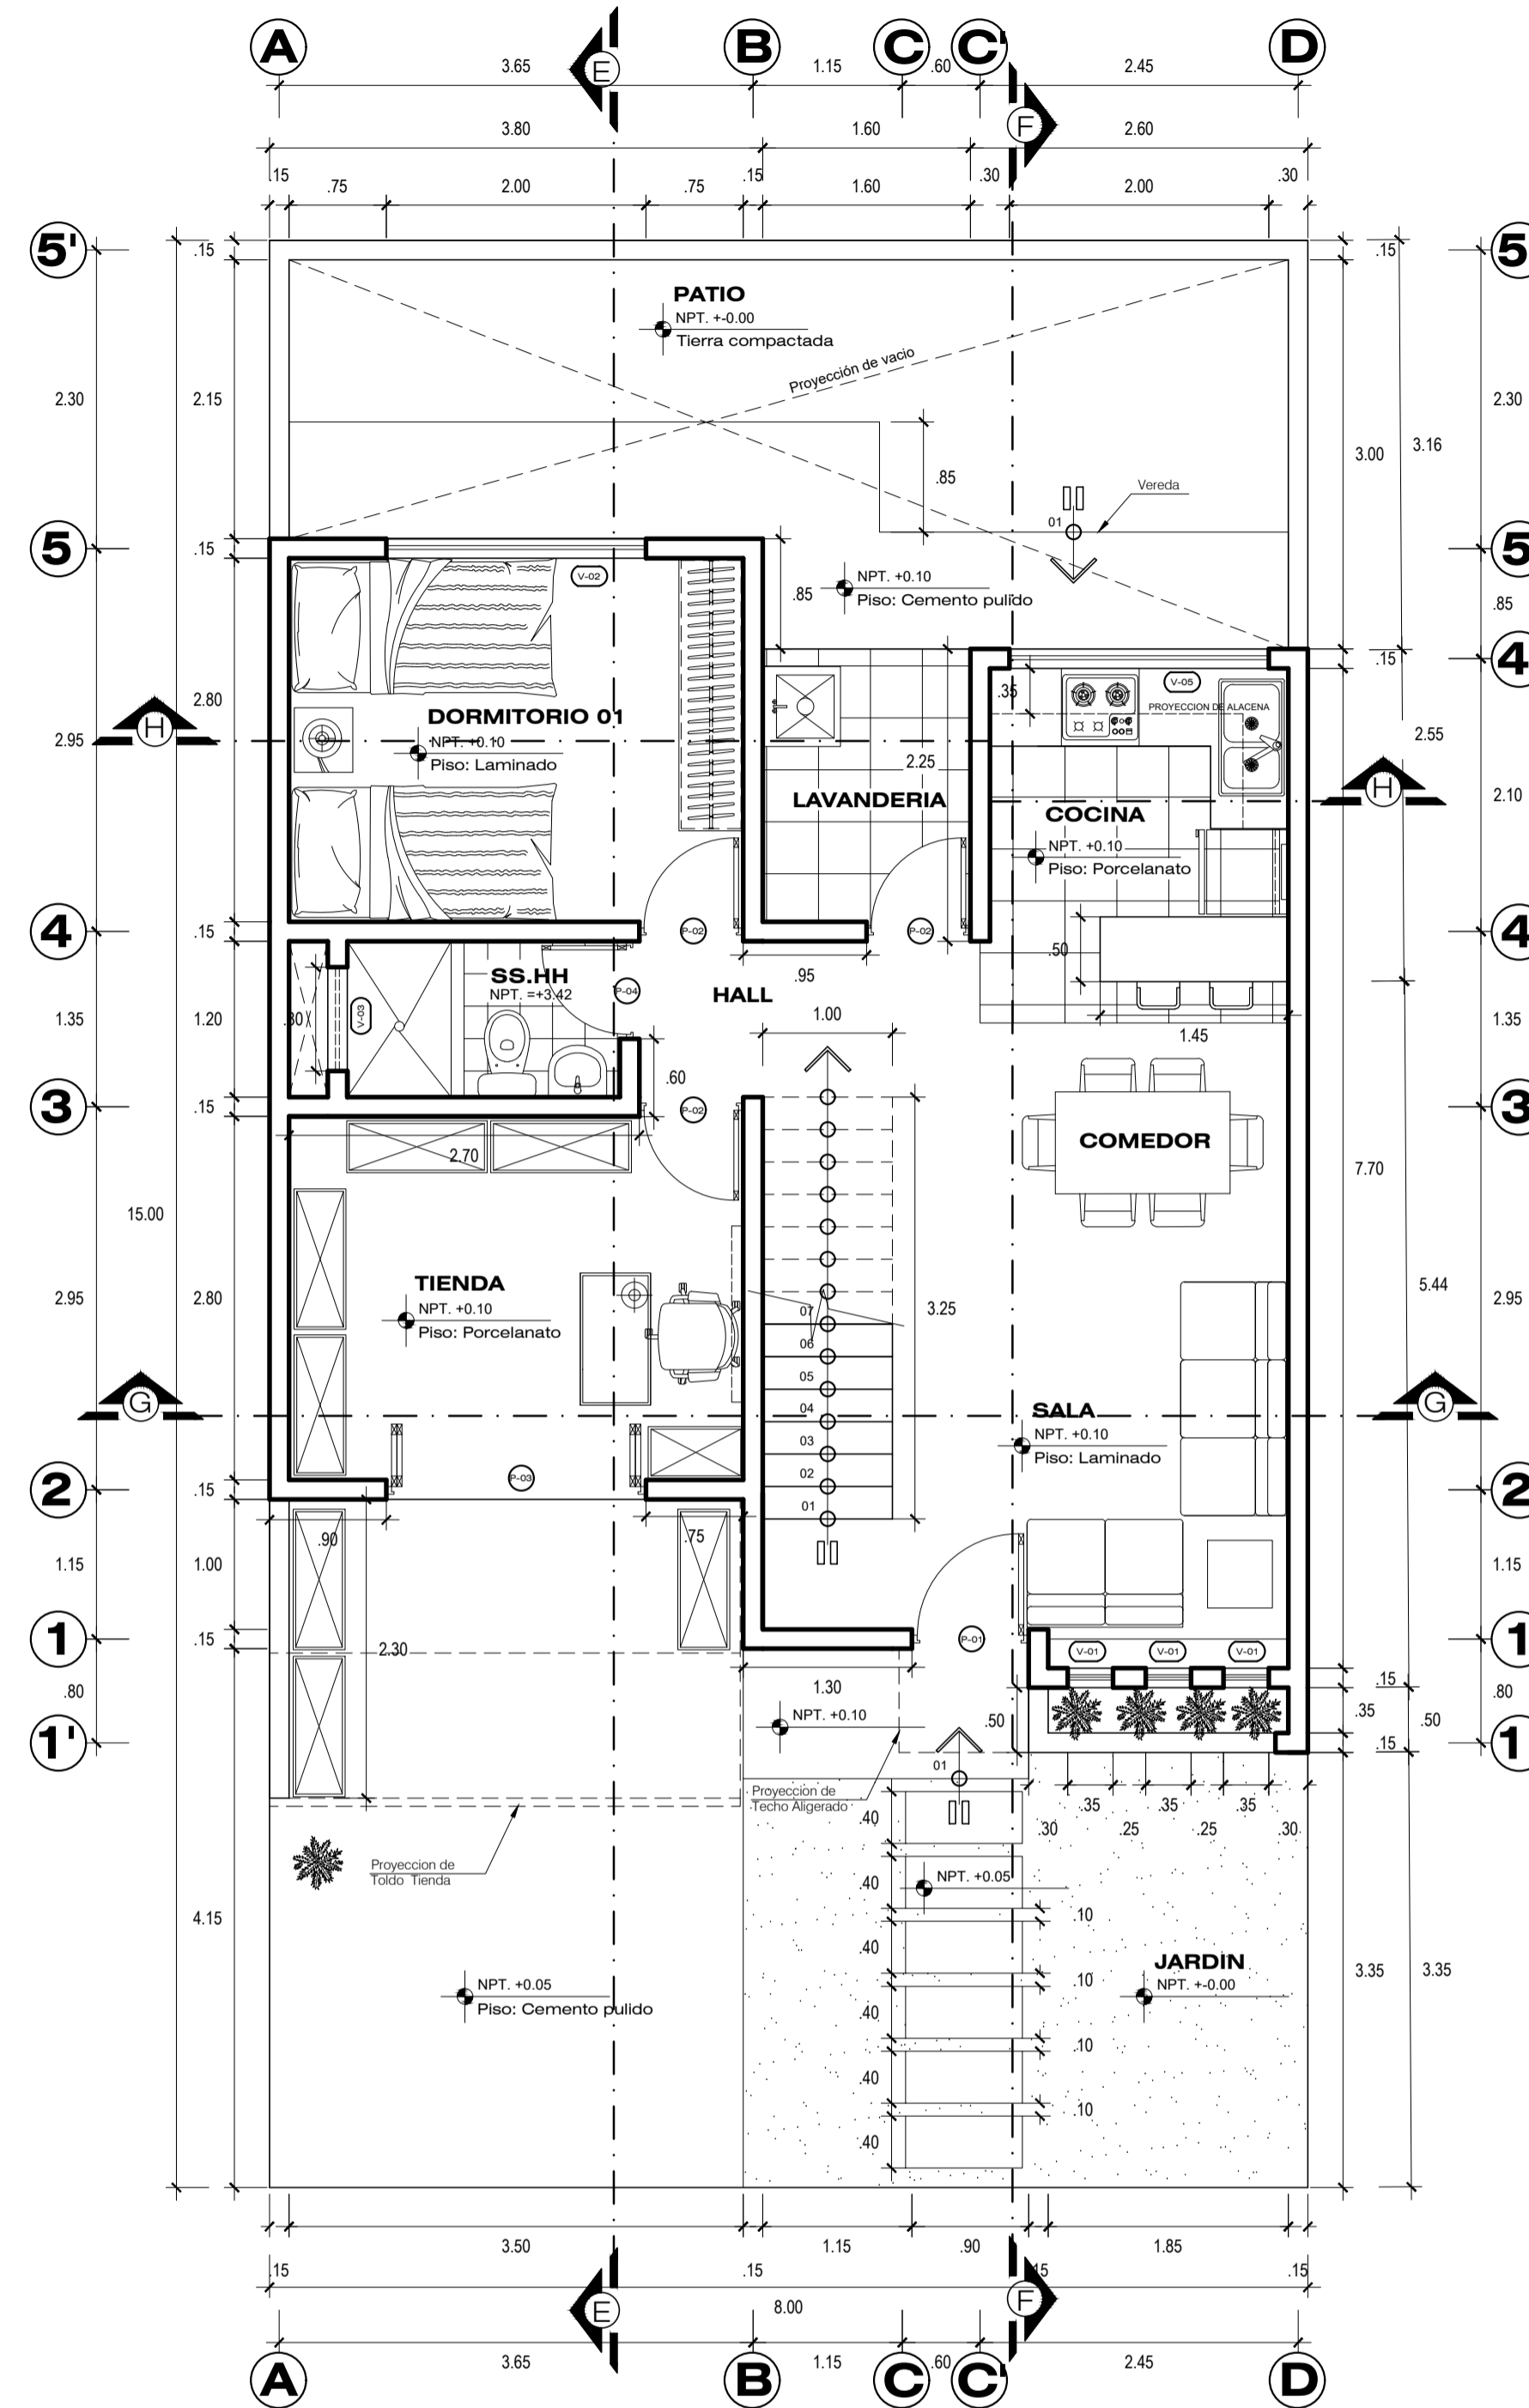 A B C C' D
3.65 E 1.15 .60 2.45
F
3.80 1.60 2.60
.15 .75 2.00 .75 .15 1.60 .30 2.00 .30
5' .15 .15 5
PATIO
NPT. +-0.00
Tierra compactada
Proyección de vacio
2.30 2.15 2.30
3.00 3.16
.85
Vereda
01
5 .15 5
V-02
NPT. +0.10
Piso: Cemento pulido
.85 .85
.15 4
.35 V-05
PROYECCION DE ALACENA
2.80
H
DORMITORIO 01
NPT. +0.10
Piso: Laminado
2.95 2.55
2.25
LAVANDERIA
H
2.10
COCINA
NPT. +0.10
Piso: Porcelanato
4 .15 P-02 P-02 4
.50
.95
SS.HH
NPT. =+3.42
P-04
HALL
V-03
.80
1.35 1.20 1.00 1.35
1.45
.60
3 .15 P-02 3
COMEDOR
2.70
7.70
15.00
TIENDA
NPT. +0.10
Piso: Porcelanato
2.95 2.80 3.25 5.44 2.95
07
06
05
04
03
02
01
G G
SALA
NPT. +0.10
Piso: Laminado
2 .15 P-03 2
.90 .75
1.15 1.00 1.15
1 .15 P-01 1
V-01 V-01 V-01
2.30
.15
.80 1.30 .80
NPT. +0.10
.50 .35 .50
1' .15 1
01
Proyeccion de
Techo Aligerado
.40 .35 .35 .35
.30 .25 .25 .30
Proyeccion de
Toldo Tienda
.40 NPT. +0.05
4.15 .10
.40
JARDIN
NPT. +-0.00
.10
3.35 3.35
NPT. +0.05
Piso: Cemento pulido
.40
.10
.40
.10
.40
3.50 1.15 .90 1.85
.15 .15 .15 .15
E F
8.00
3.65 1.15 .60 2.45
A B C C' D